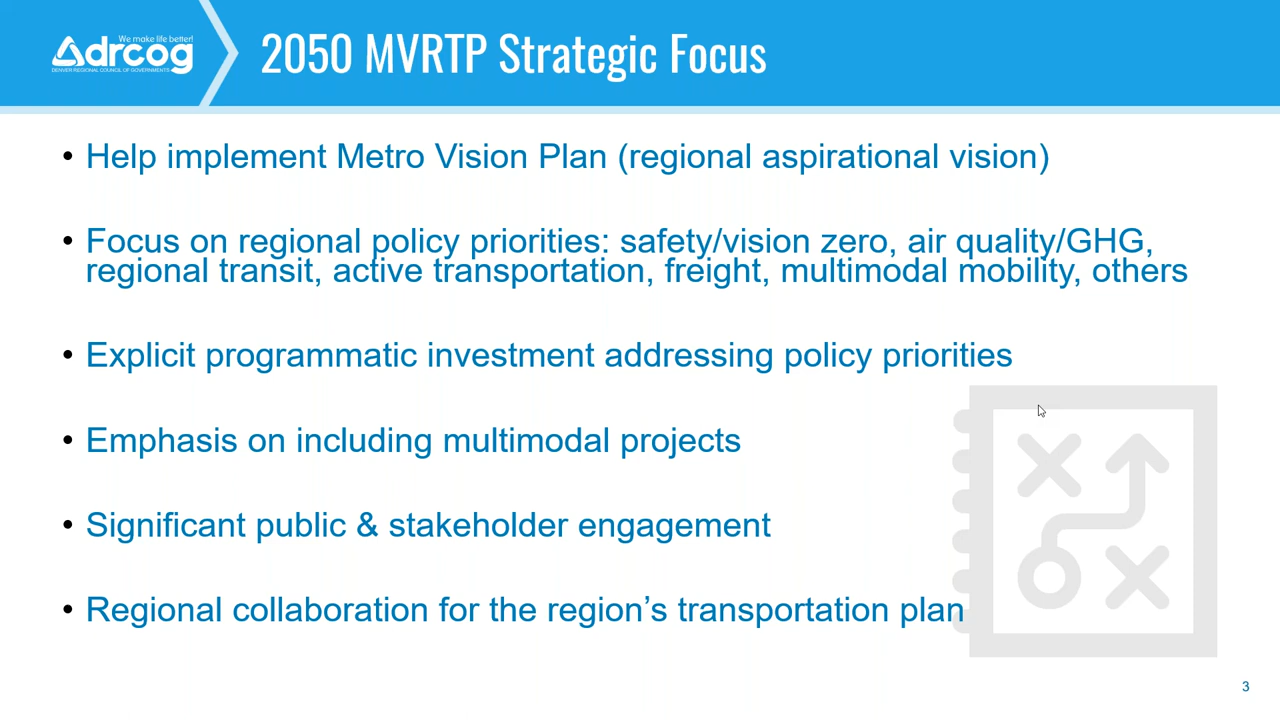 We make life better!
drcog
DENVER REGIONAL COUNCIL OF GOVERNMENTS
2050 MVRTP Strategic Focus
• Help implement Metro Vision Plan (regional aspirational vision)
• Focus on regional policy priorities: safety/vision zero, air quality/GHG,
regional transit, active transportation, freight, multimodal mobility, others
• Explicit programmatic investment addressing policy priorities
• Emphasis on including multimodal projects
• Significant public & stakeholder engagement
• Regional collaboration for the region’s transportation plan
3